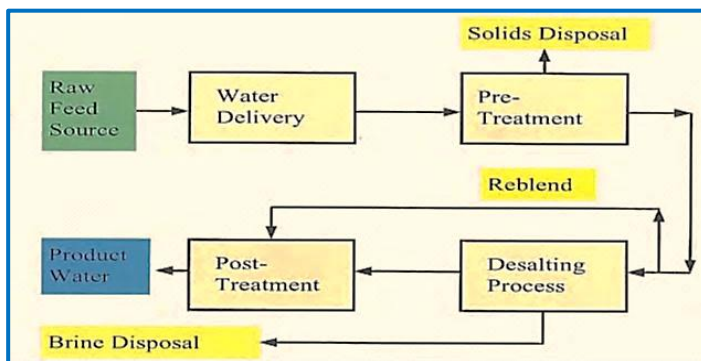 Solids Disposal
Raw
Feed
Source
Water
Delivery
Pre-
Treatment
Reblend
Product
Water
Post-
Treatment
Desalting
Process
Brine Disposal